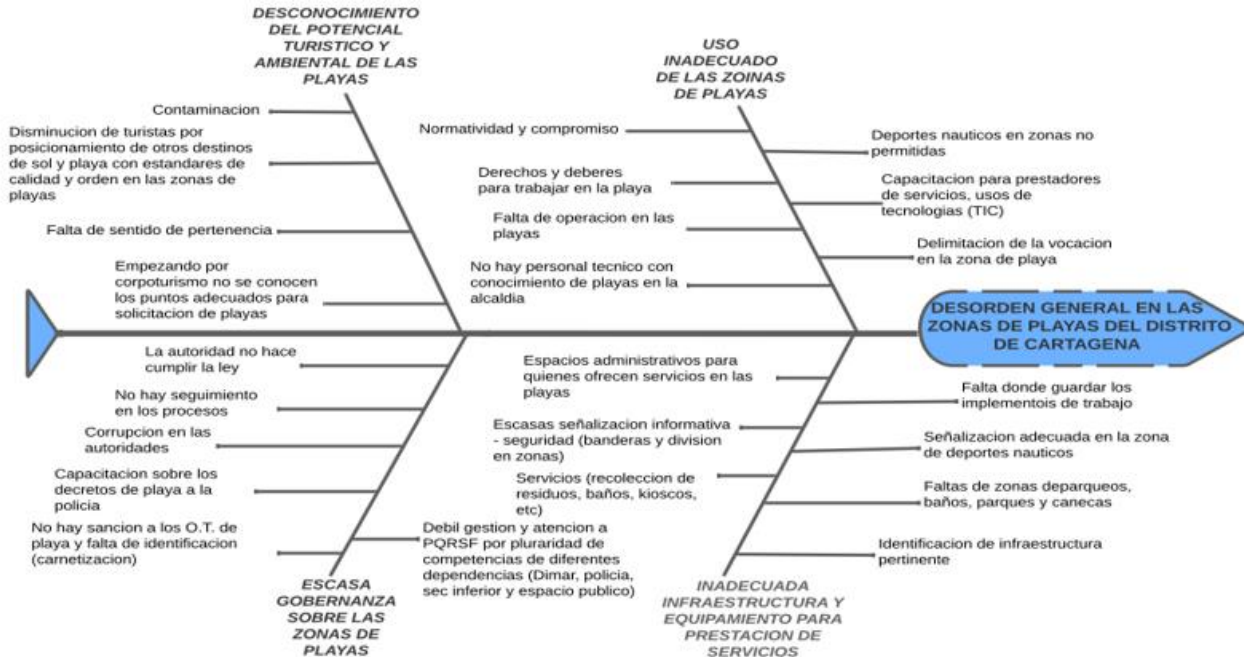 DESCONOCIMIENTO
DEL POTENCIAL
TURISTICO Y
AMBIENTAL DE LAS
PLAYAS
Contaminacion
Disminucion de turistas por
posicionamiento de otros destinos
de sol y playa con estandares de
calidad y orden en las zonas de
playas
Falta de sentido de pertenencia
Empezando por
corpoturismo no se conocen
los puntos adecuados para
solicitacion de playas
USO
INADECUADO
DE LAS ZOINAS
DE PLAYAS
Normatividad y compromiso
Derechos y deberes
para trabajar en la playa
Falta de operacion en las
playas
No hay personal tecnico con
conocimiento de playas en la
alcaldia
Deportes nauticos en zonas no
permitidas
Capacitacion para prestadores
de servicios, usos de
tecnologias (TIC)
Delimitacion de la vocacion
en la zona de playa
DESORDEN GENERAL EN LAS
ZONAS DE PLAYAS DEL DISTRITO
DE CARTAGENA
La autoridad no hace
cumplir la ley
No hay seguimiento
en los procesos
Corrupcion en las
autoridades
Capacitacion sobre los
decretos de playa a la
policia
No hay sancion a los O.T. de
playa y falta de identificacion
(carnetizacion)
Debil gestion y atencion a
PQRSF por pluraridad de
competencias de diferentes
dependencias (Dimar, policia,
sec inferior y espacio publico)
ESCASA
GOBERNANZA
SOBRE LAS
ZONAS DE
PLAYAS
Espacios administrativos para
quienes ofrecen servicios en las
playas
Escasas señalizacion informativa
- seguridad (banderas y division
en zonas)
Servicios (recoleccion de
residuos, baños, kioscos,
etc)
Falta donde guardar los
implementois de trabajo
Señalizacion adecuada en la zona
de deportes nauticos
Faltas de zonas deparqueos,
baños, parques y canecas
Identificacion de infraestructura
pertinente
INADECUADA
INFRAESTRUCTURA Y
EQUIPAMIENTO PARA
PRESTACION DE
SERVICIOS